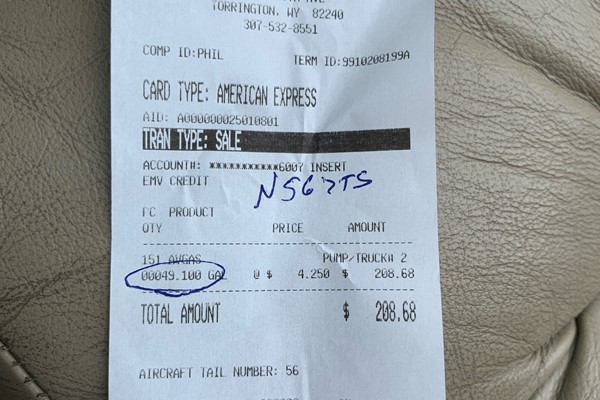 TORRINGTON, WY 82240
307-532-8551
COMP ID:PHIL TERM ID:9910208199A
CARD TYPE: AMERICAN EXPRESS
AID: A000000025010801
TRAN TYPE: SALE
ACCOUNT#: ***********6007 INSERT
EMV CREDIT
N567TS
PC PRODUCT
QTY PRICE AMOUNT
151 AVGAS PUMP/TRUCK# 2
00049.100 GAL @ $ 4.250 $ 208.68
TOTAL AMOUNT $ 208.68
AIRCRAFT TAIL NUMBER: 56